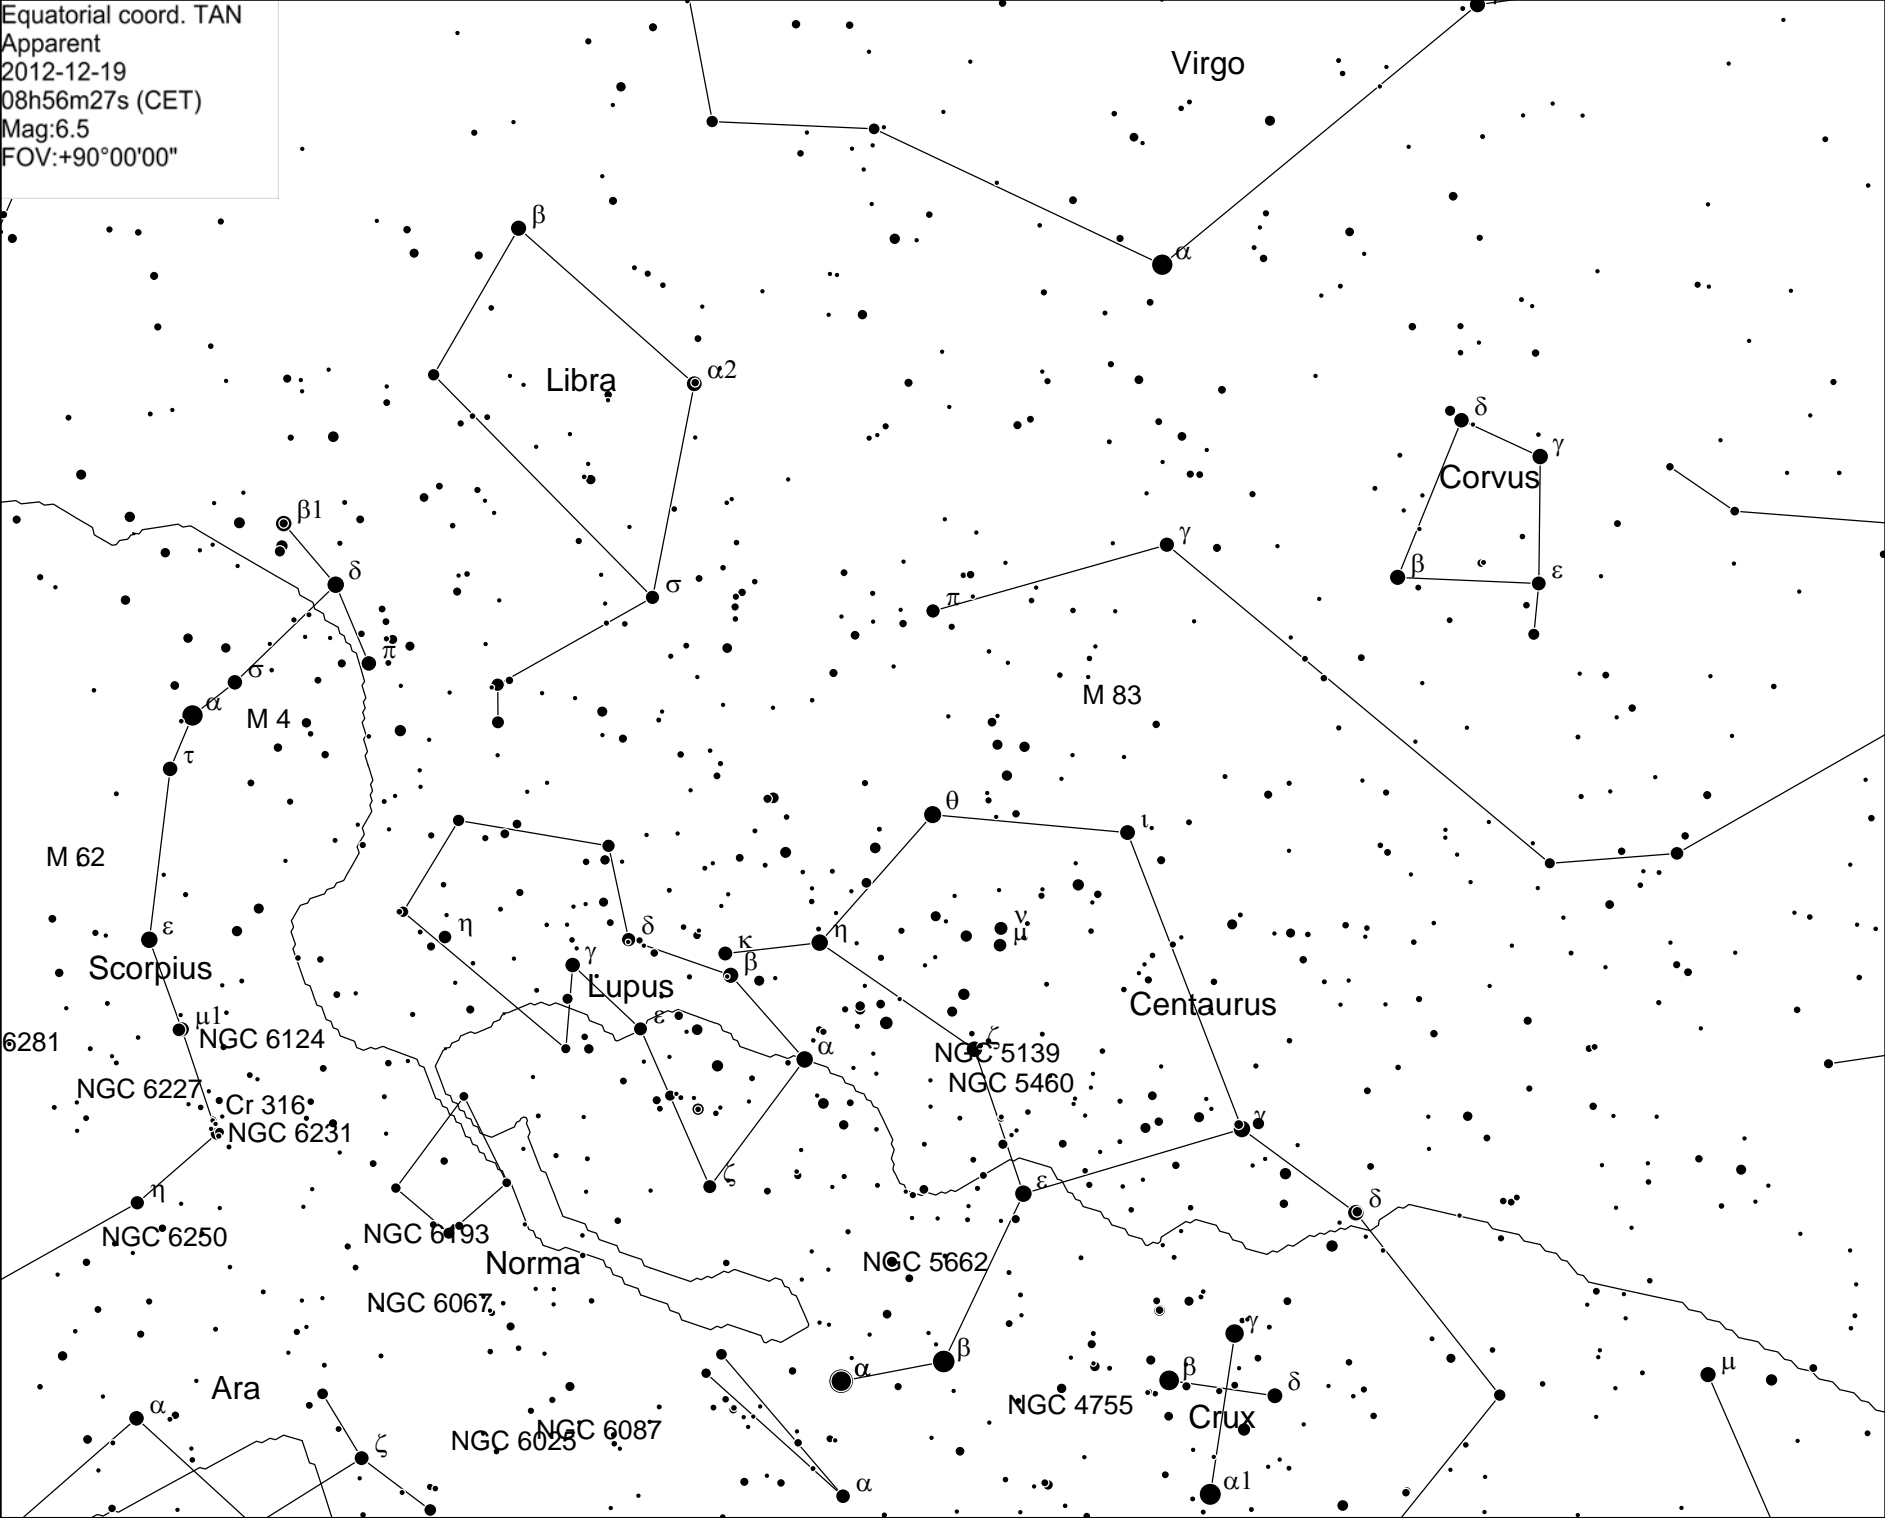 Equatorial coord. TAN
Apparent
2012-12-19
08h56m27s (CET)
Mag:6.5
FOV:+90°00'00"
Virgo
β
α
α2
Libra
δ
γ
Corvus
β1
γ
δ
β
ε
σ
π
π
σ
α
M 4
M 83
τ
θ
ι
M 62
ε
η
δ
κ
η
ν
μ
γ
β
Scorpius
Lupus
Centaurus
μ1
ε
ζ
NGC 6124
6281
α
NGC 5139
NGC 5460
NGC 6227
Cr 316
NGC 6231
γ
η
ζ
ε
δ
NGC 6250
NGC 6193
Norma
NGC 5662
NGC 6067
γ
β
α
β
δ
μ
Ara
α
NGC 4755
Crux
NGC 6087
NGC 6025
ζ
α
α1